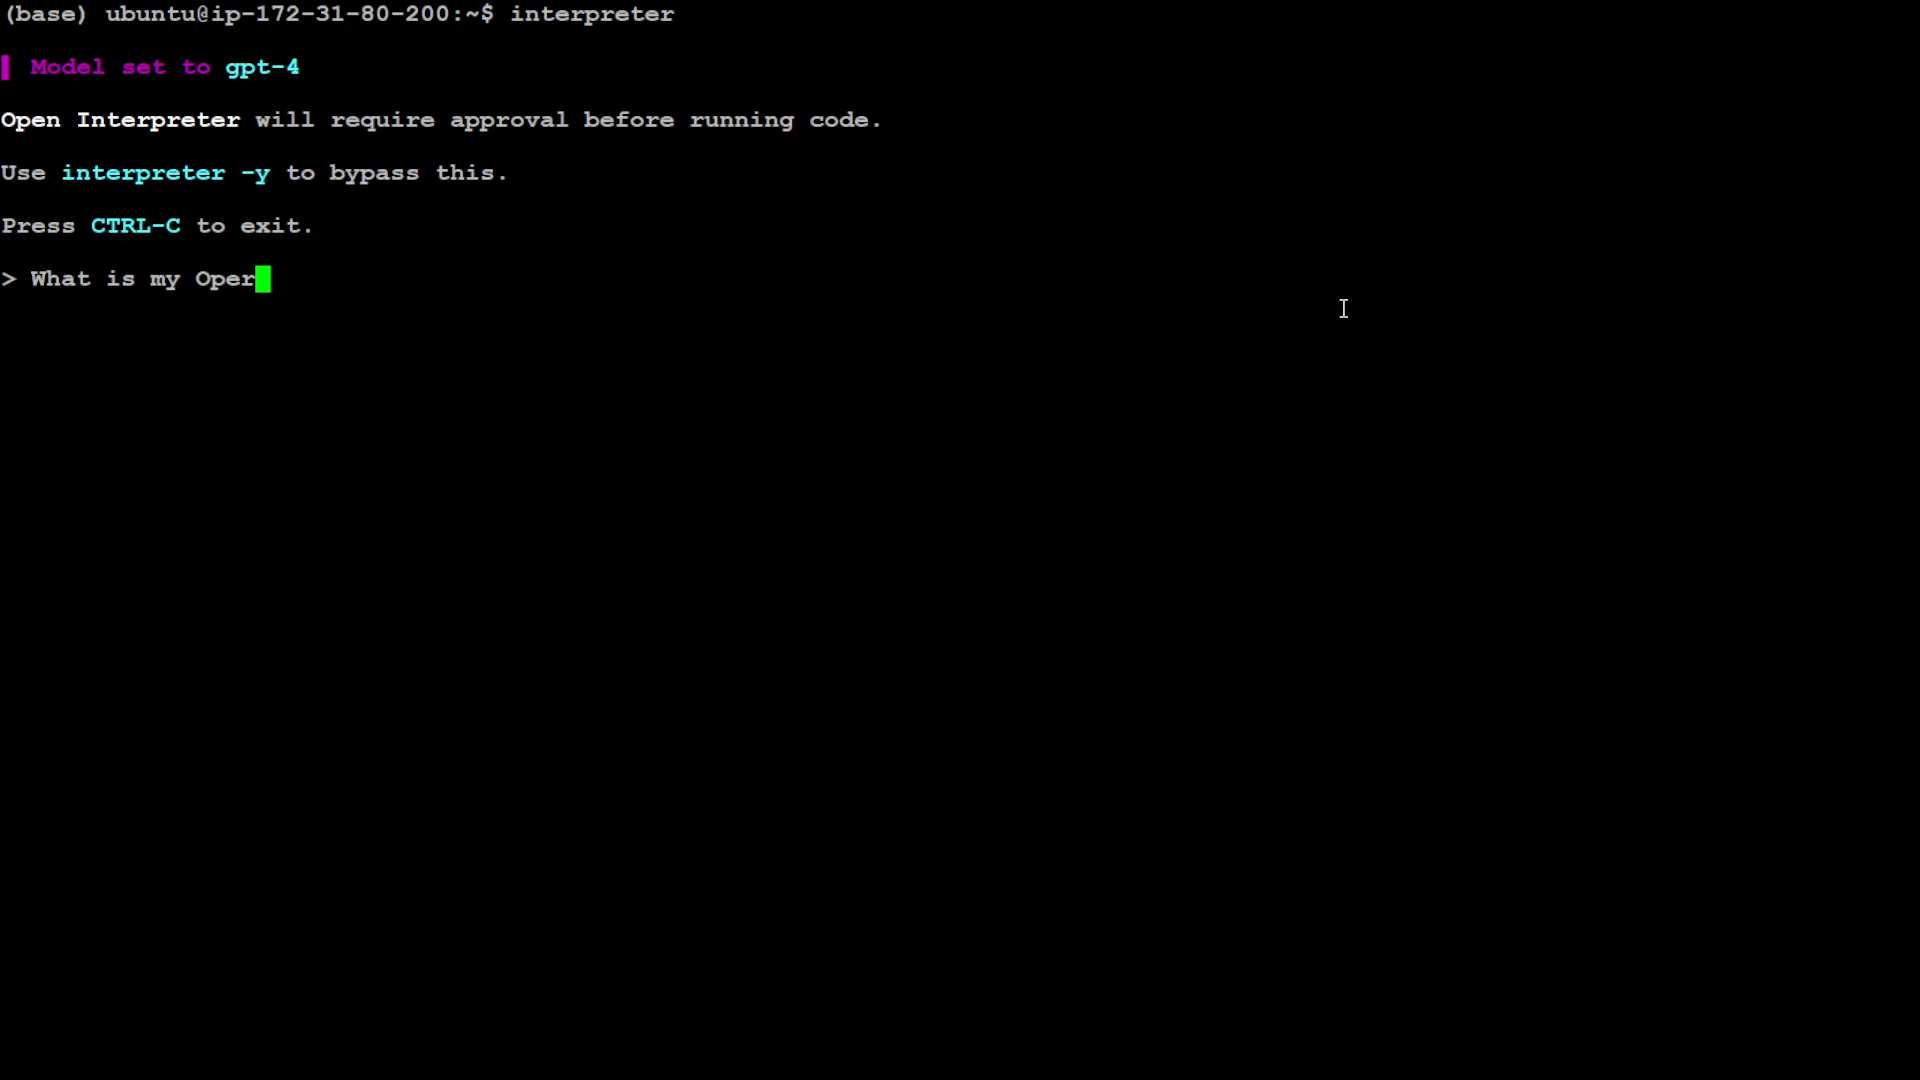 (base) ubuntu@ip-172-31-80-200:~$ interpreter
Model set to gpt-4
Open Interpreter will require approval before running code.
Use interpreter -y to bypass this.
Press CTRL-C to exit.
> What is my Oper